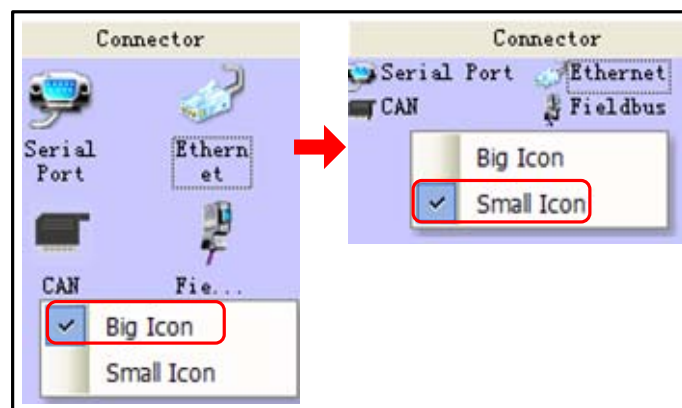 Connector
Serial
Port
Ethern
et
CAN
Fie...
Big Icon
Small Icon
Connector
Serial Port
Ethernet
CAN
Fieldbus
Big Icon
Small Icon